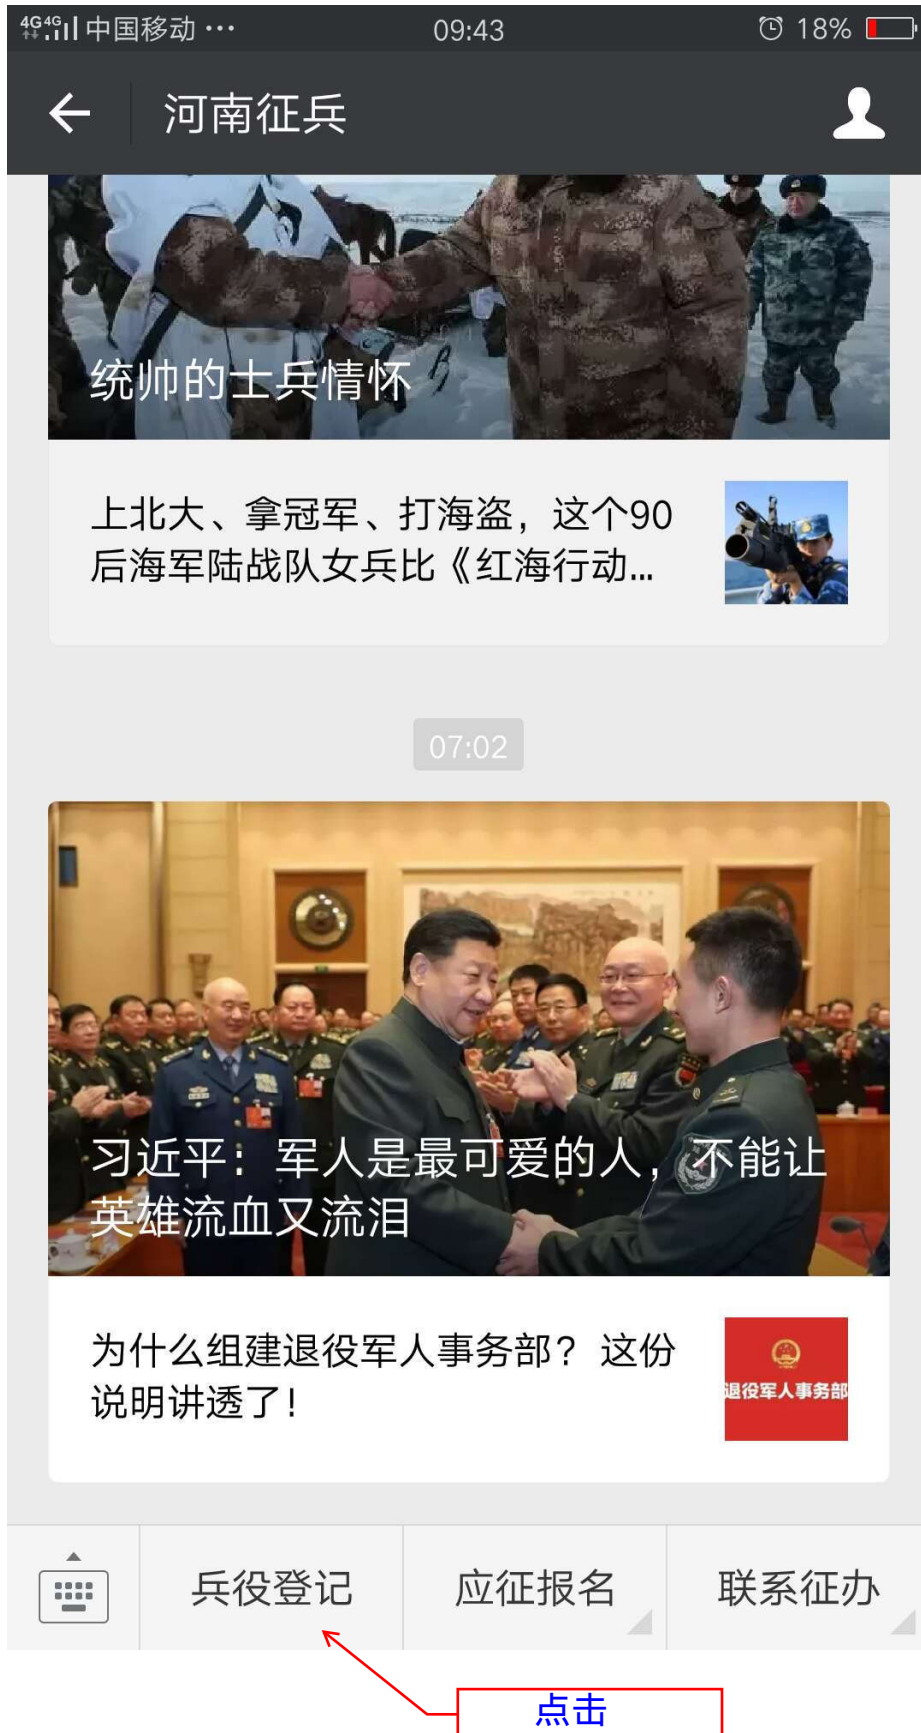 4G 4G 中国移动 ··· 09:43 18%
河南征兵
统帅的士兵情怀
上北大、拿冠军、打海盗，这个90
后海军陆战队女兵比《红海行动...
07:02
习近平：军人是最可爱的人，不能让
英雄流血又流泪
为什么组建退役军人事务部？ 这份
说明讲透了!
退役军人事务部
兵役登记 应征报名 联系征办
点击